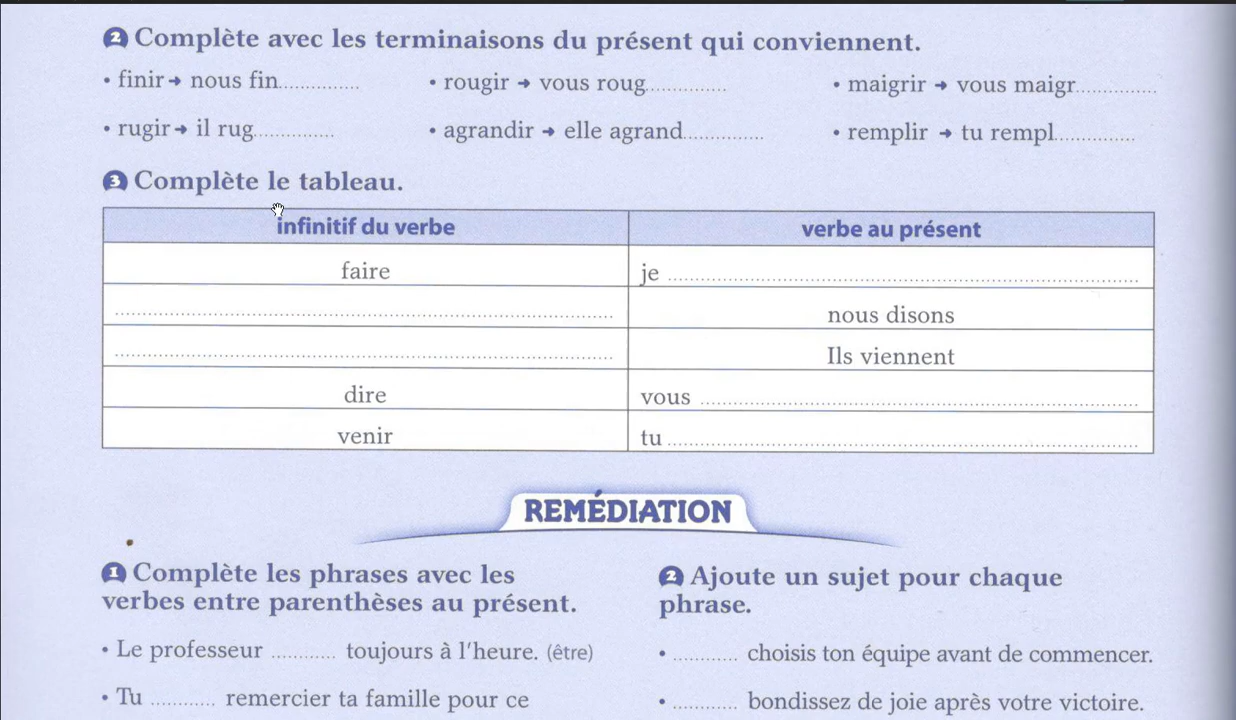 ❷ Complète avec les terminaisons du présent qui conviennent.
• finir → nous fin............... • rougir → vous roug............... • maigrir → vous maigr...............
• rugir → il rug............... • agrandir → elle agrand............... • remplir → tu rempl...............
❸ Complète le tableau.
infinitif du verbe verbe au présent
faire je ...............
............... nous disons
............... Ils viennent
dire vous ...............
venir tu ...............
REMÉDIATION
❶ Complète les phrases avec les
verbes entre parenthèses au présent.
• Le professeur ............ toujours à l'heure. (être)
• Tu ............ remercier ta famille pour ce
❷ Ajoute un sujet pour chaque
phrase.
• ............ choisis ton équipe avant de commencer.
• ............ bondissez de joie après votre victoire.